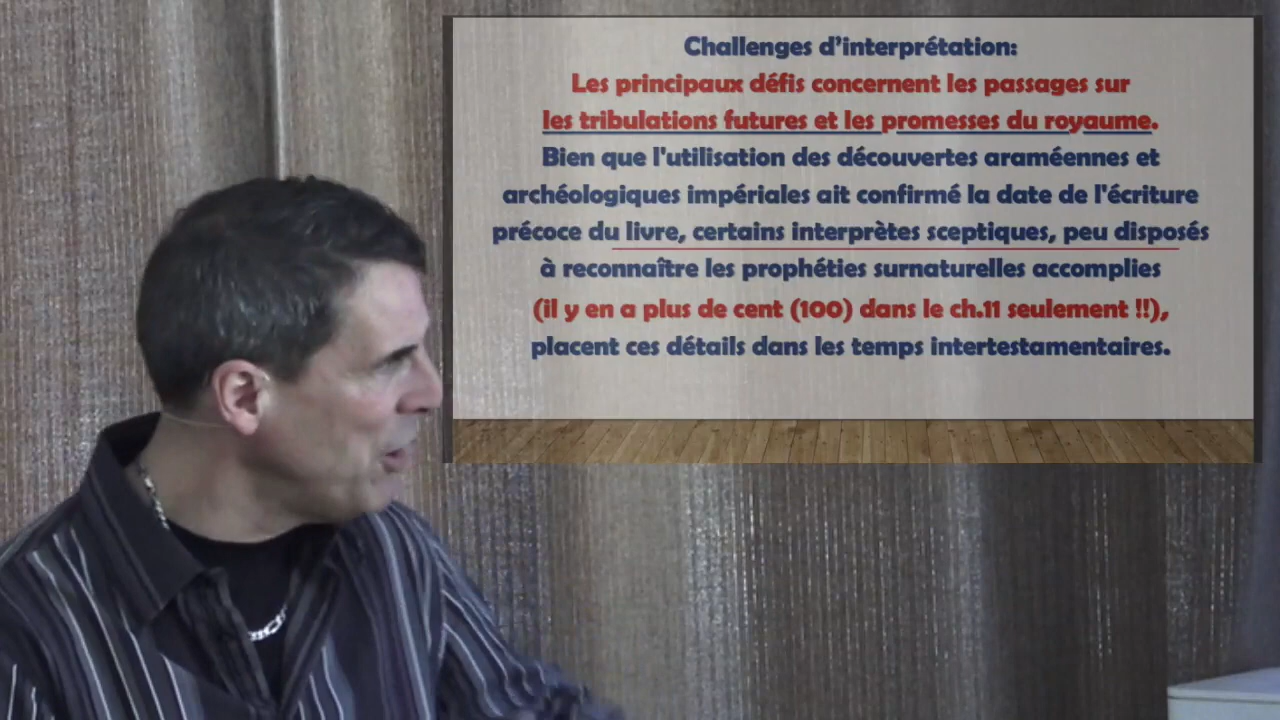 Challenges d’interprétation:
Les principaux défis concernent les passages sur
les tribulations futures et les promesses du royaume.
Bien que l'utilisation des découvertes araméennes et
archéologiques impériales ait confirmé la date de l'écriture
précoce du livre, certains interprètes sceptiques, peu disposés
à reconnaître les prophéties surnaturelles accomplies
(il y en a plus de cent (100) dans le ch.11 seulement !!),
placent ces détails dans les temps intertestamentaires.